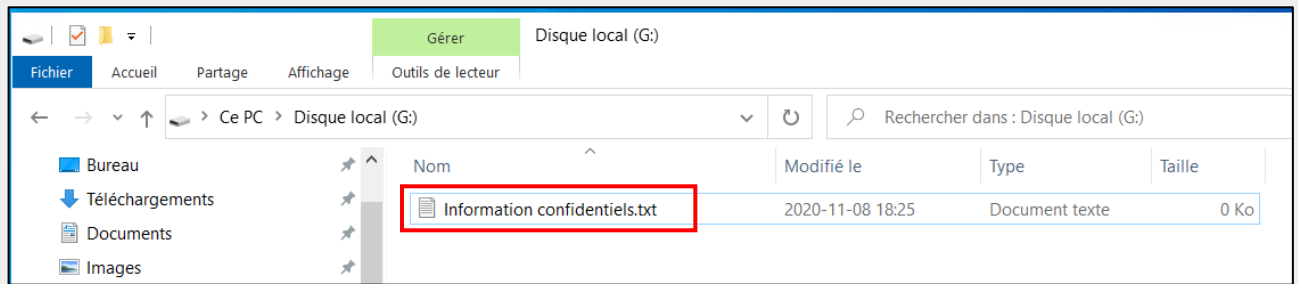 Gérer Disque local (G:)
Fichier Accueil Partage Affichage Outils de lecteur
Ce PC > Disque local (G:) Rechercher dans : Disque local (G:)
Bureau
Téléchargements
Documents
Images
Nom Modifié le Type Taille
Information confidentiels.txt 2020-11-08 18:25 Document texte 0 Ko